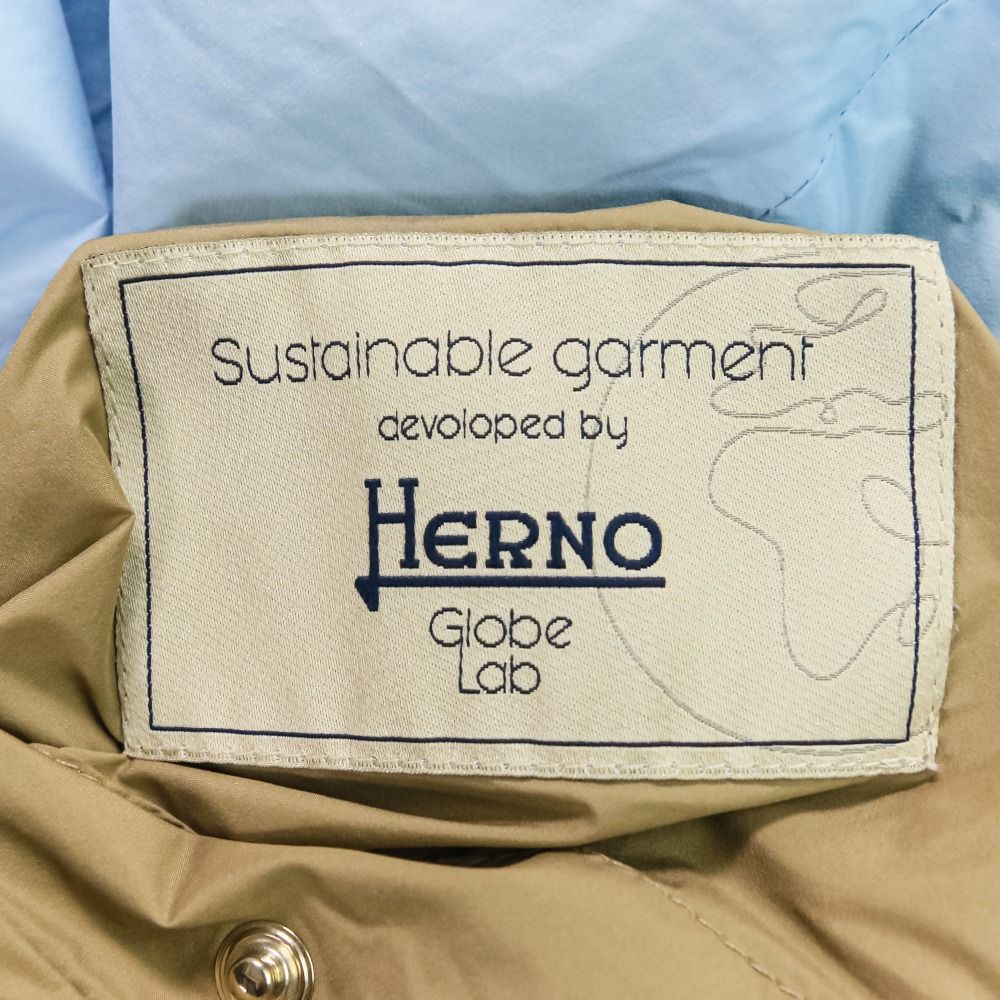 Sustainable garment
devoloped by
HERNO
Globe
Lab